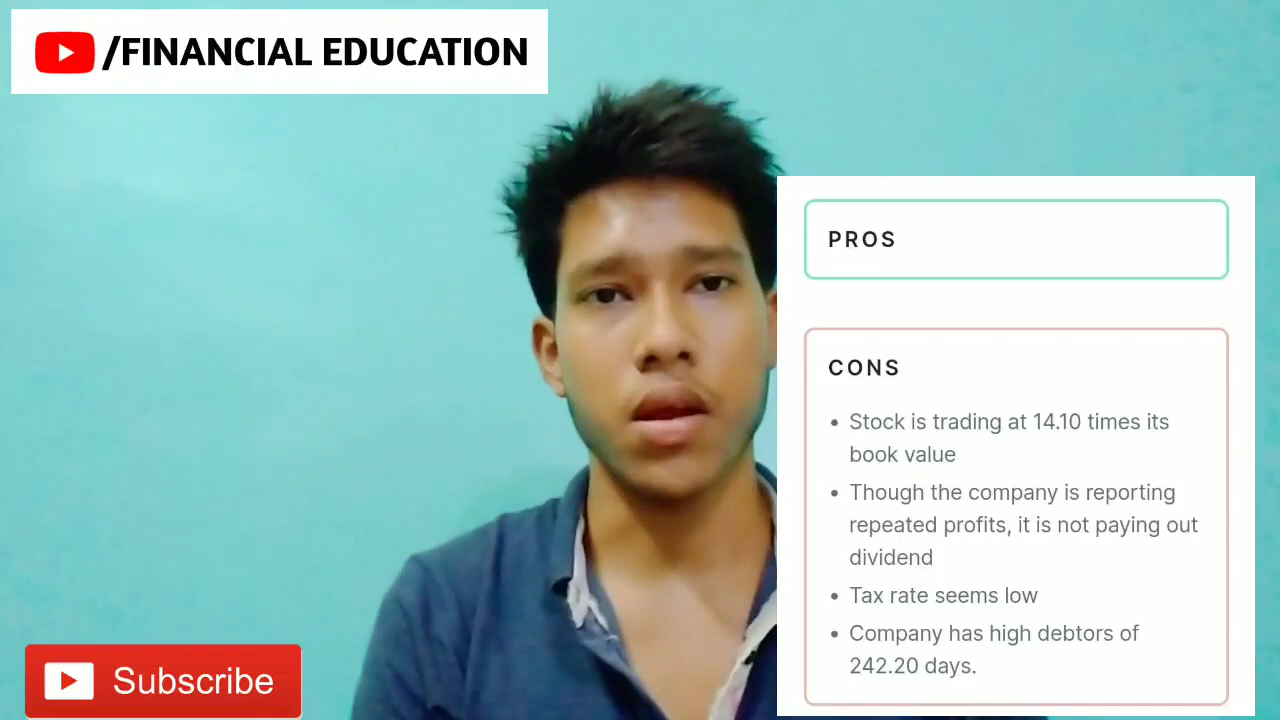 /FINANCIAL EDUCATION
PROS
CONS
• Stock is trading at 14.10 times its
book value
• Though the company is reporting
repeated profits, it is not paying out
dividend
• Tax rate seems low
• Company has high debtors of
242.20 days.
Subscribe